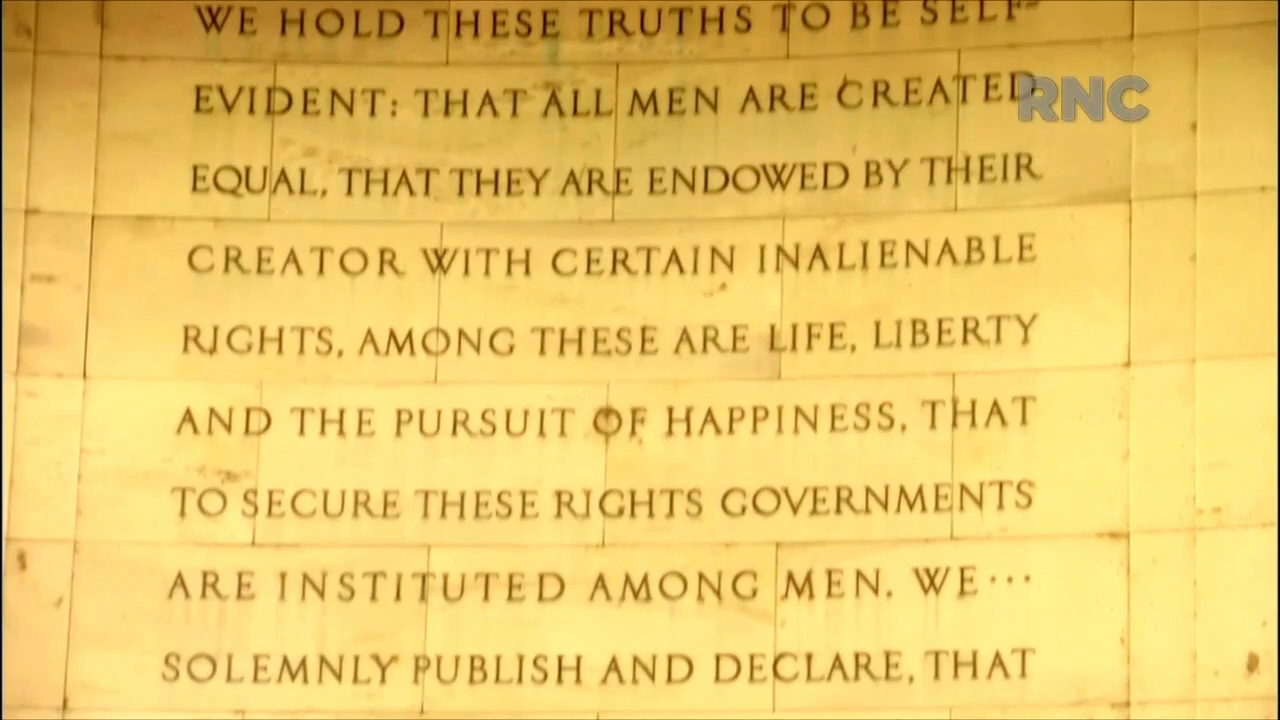 WE HOLD THESE TRUTHS TO BE SELF-
EVIDENT: THAT ALL MEN ARE CREATED
RNC
EQUAL, THAT THEY ARE ENDOWED BY THEIR
CREATOR WITH CERTAIN INALIENABLE
RIGHTS, AMONG THESE ARE LIFE, LIBERTY
AND THE PURSUIT OF HAPPINESS, THAT
TO SECURE THESE RIGHTS GOVERNMENTS
ARE INSTITUTED AMONG MEN. WE···
SOLEMNLY PUBLISH AND DECLARE, THAT